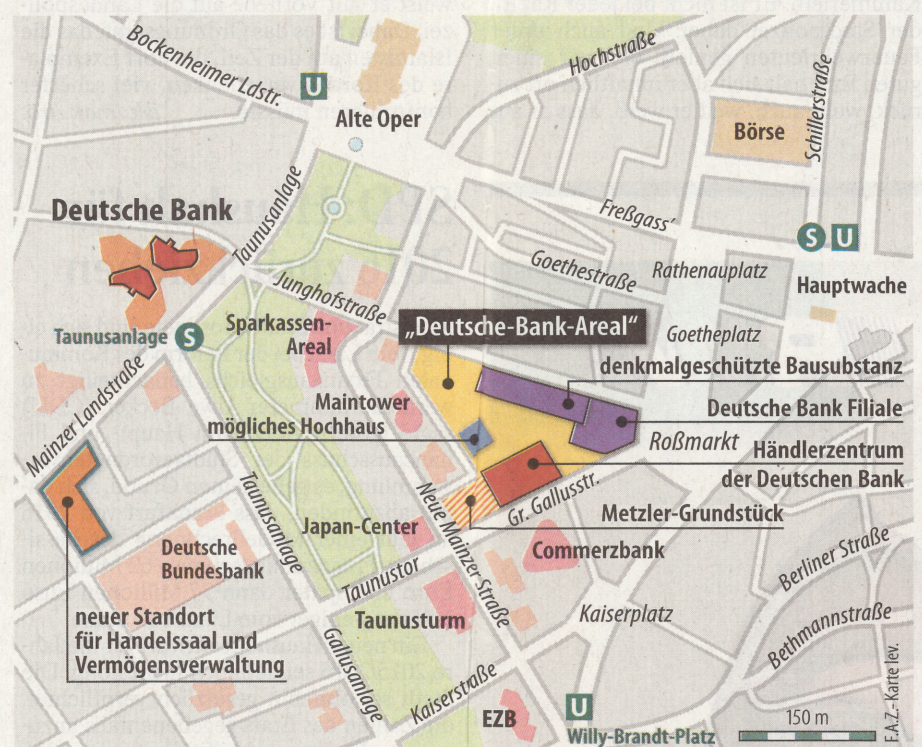 Bockenheimer Ldstr.
U
Alte Oper
Hochstraße
Börse
Schillerstraße
Deutsche Bank
Taunusanlage
Freßgass'
S U
Hauptwache
Goethestraße
Rathenauplatz
Junghofstraße
Taunusanlage S
Sparkassen-
Areal
„Deutsche-Bank-Areal“
Goetheplatz
denkmalgeschützte Bausubstanz
Mainzer Landstraße
Maintower
mögliches Hochhaus
Deutsche Bank Filiale
Roßmarkt
Händlerzentrum
der Deutschen Bank
Taunusanlage
Neue Mainzer Straße
Gr. Gallusstr.
Metzler-Grundstück
Japan-Center
Commerzbank
Deutsche
Bundesbank
Taunustor
Berliner Straße
neuer Standort
für Handelssaal und
Vermögensverwaltung
Taunusturm
Kaiserplatz
Bethmannstraße
Gallusanlage
Kaiserstraße
EZB
U
Willy-Brandt-Platz
150 m
F.A.Z.-Karte lev.